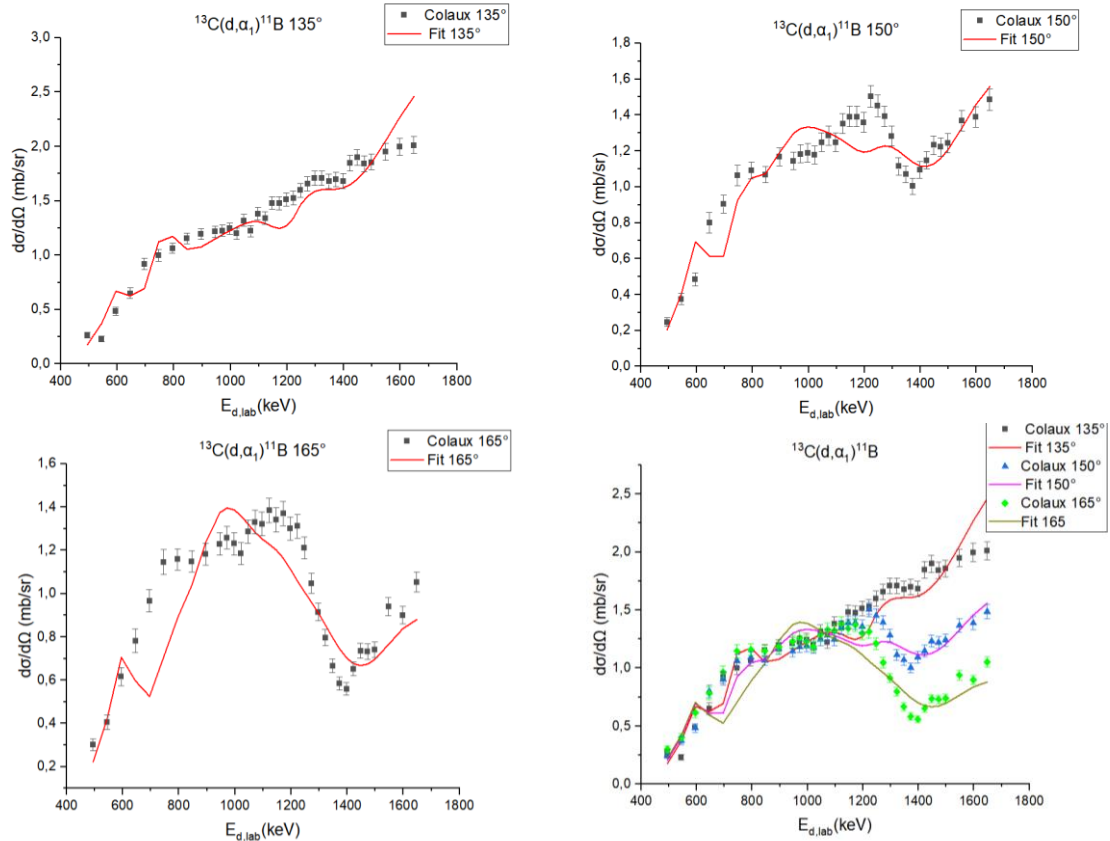 ¹³C(d,α₁)¹¹B 135°
Colaux 135°
Fit 135°
3,0
2,5
2,0
1,5
1,0
0,5
0,0
dσ/dΩ (mb/sr)
400 600 800 1000 1200 1400 1600 1800
E_d,lab(keV)
¹³C(d,α₁)¹¹B 150°
Colaux 150°
Fit 150°
1,8
1,6
1,4
1,2
1,0
0,8
0,6
0,4
0,2
0,0
dσ/dΩ (mb/sr)
400 600 800 1000 1200 1400 1600 1800
E_d,lab(keV)
¹³C(d,α₁)¹¹B 165°
Colaux 165°
Fit 165°
1,6
1,4
1,2
1,0
0,8
0,6
0,4
0,2
dσ/dΩ (mb/sr)
400 600 800 1000 1200 1400 1600 1800
E_d,lab(keV)
¹³C(d,α₁)¹¹B
Colaux 135°
Fit 135°
Colaux 150°
Fit 150°
Colaux 165°
Fit 165
2,5
2,0
1,5
1,0
0,5
0,0
dσ/dΩ (mb/sr)
400 600 800 1000 1200 1400 1600 1800
E_d,lab(keV)